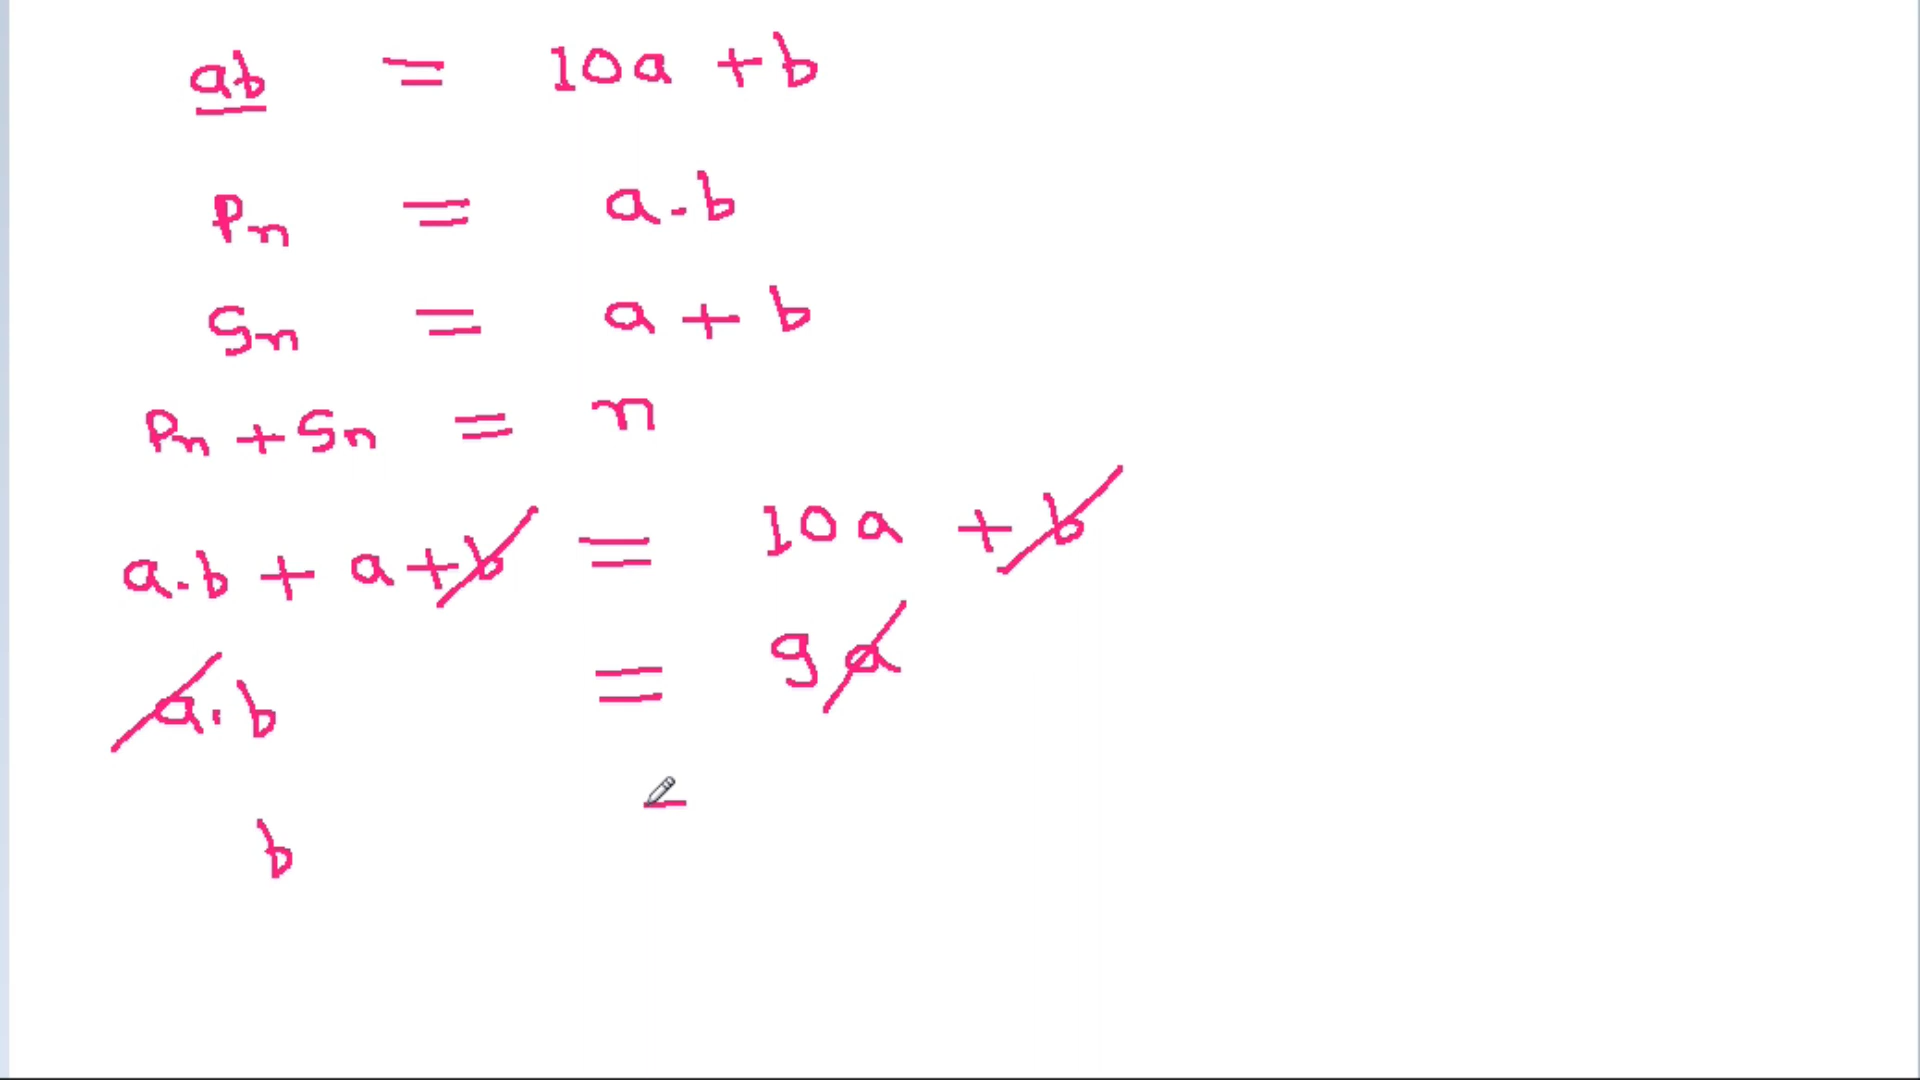 ab = 10a + b
Pn = a.b
Sn = a + b
Pn + Sn = n
a.b + a + b = 10a + b
a.b = 9a
b